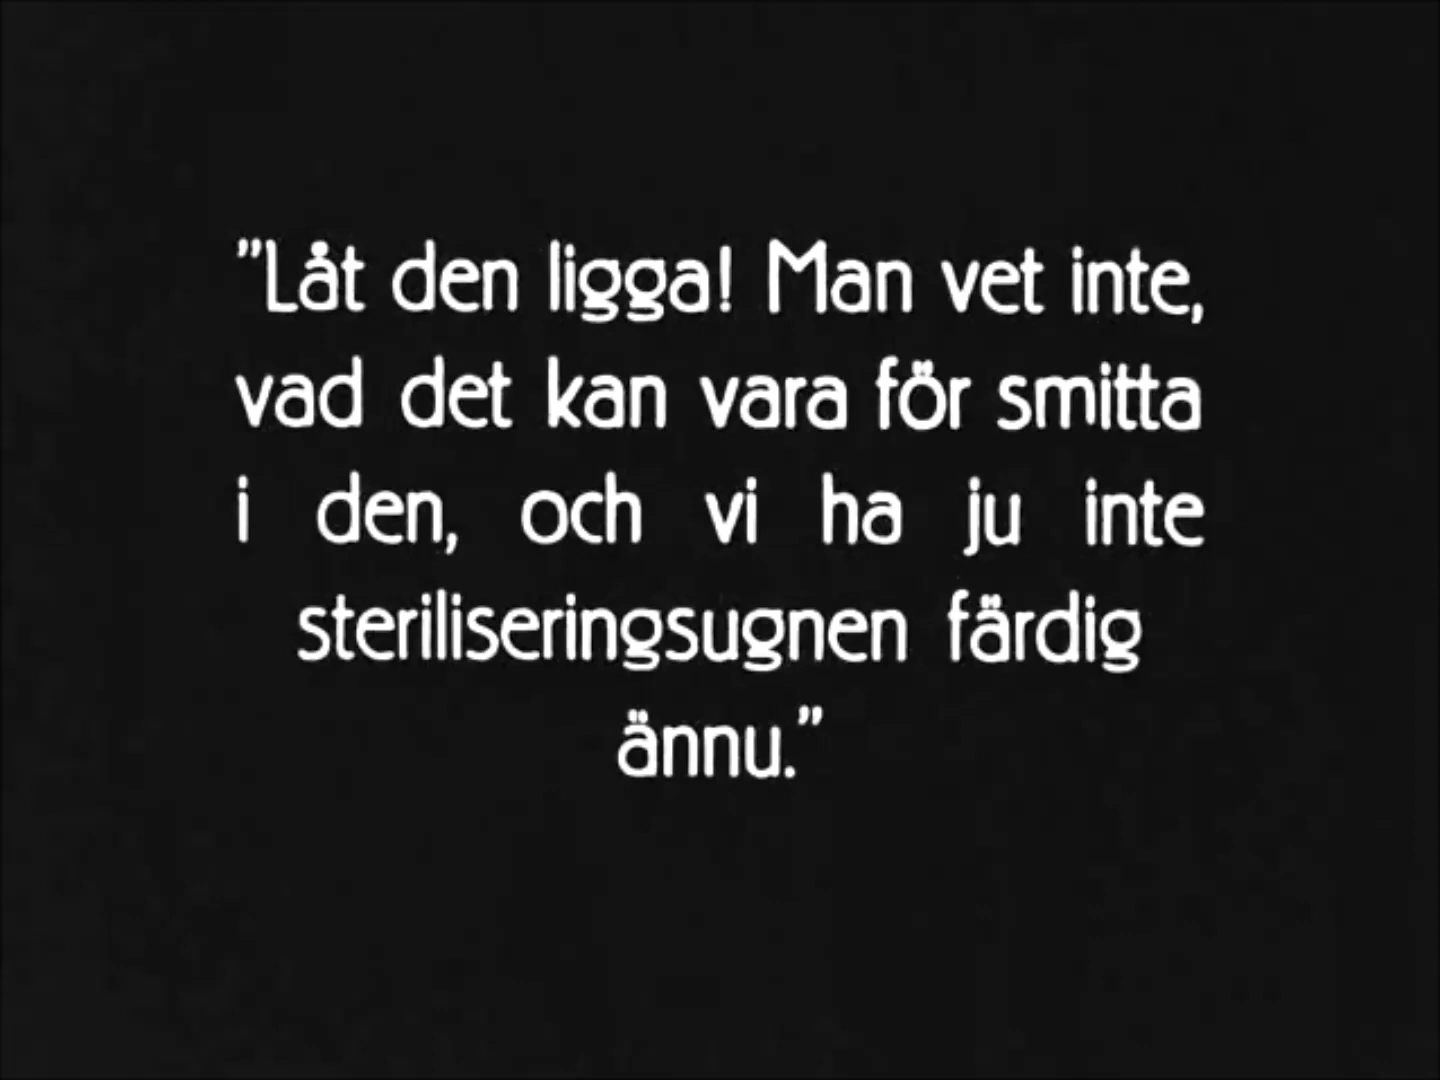 ”Låt den ligga! Man vet inte,
vad det kan vara för smitta
i den, och vi ha ju inte
steriliseringsugnen färdig
ännu.”